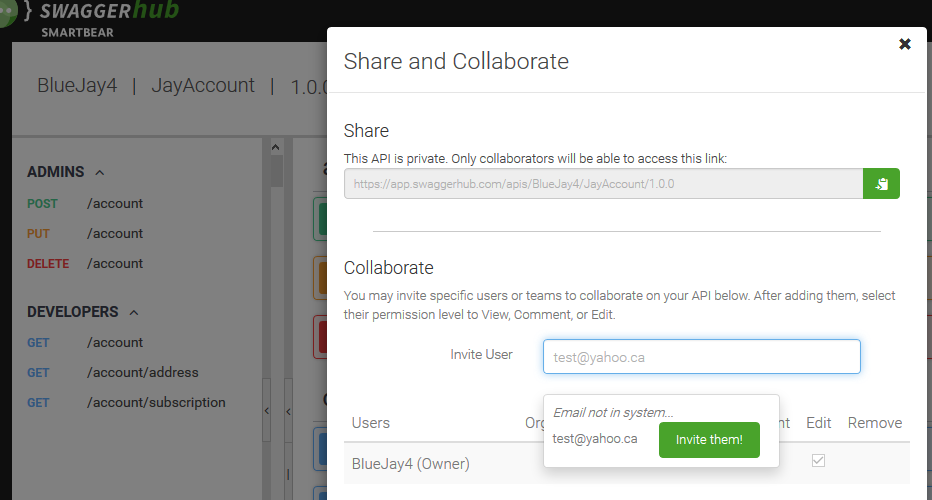 } SWAGGERhub
SMARTBEAR
BlueJay4 | JayAccount | 1.0.0
ADMINS
POST /account
PUT /account
DELETE /account
DEVELOPERS
GET /account
GET /account/address
GET /account/subscription
Share and Collaborate
Share
This API is private. Only collaborators will be able to access this link:
https://app.swaggerhub.com/apis/BlueJay4/JayAccount/1.0.0
Collaborate
You may invite specific users or teams to collaborate on your API below. After adding them, select
their permission level to View, Comment, or Edit.
Invite User test@yahoo.ca
Email not in system...
test@yahoo.ca Invite them!
Users Edit Remove
BlueJay4 (Owner)